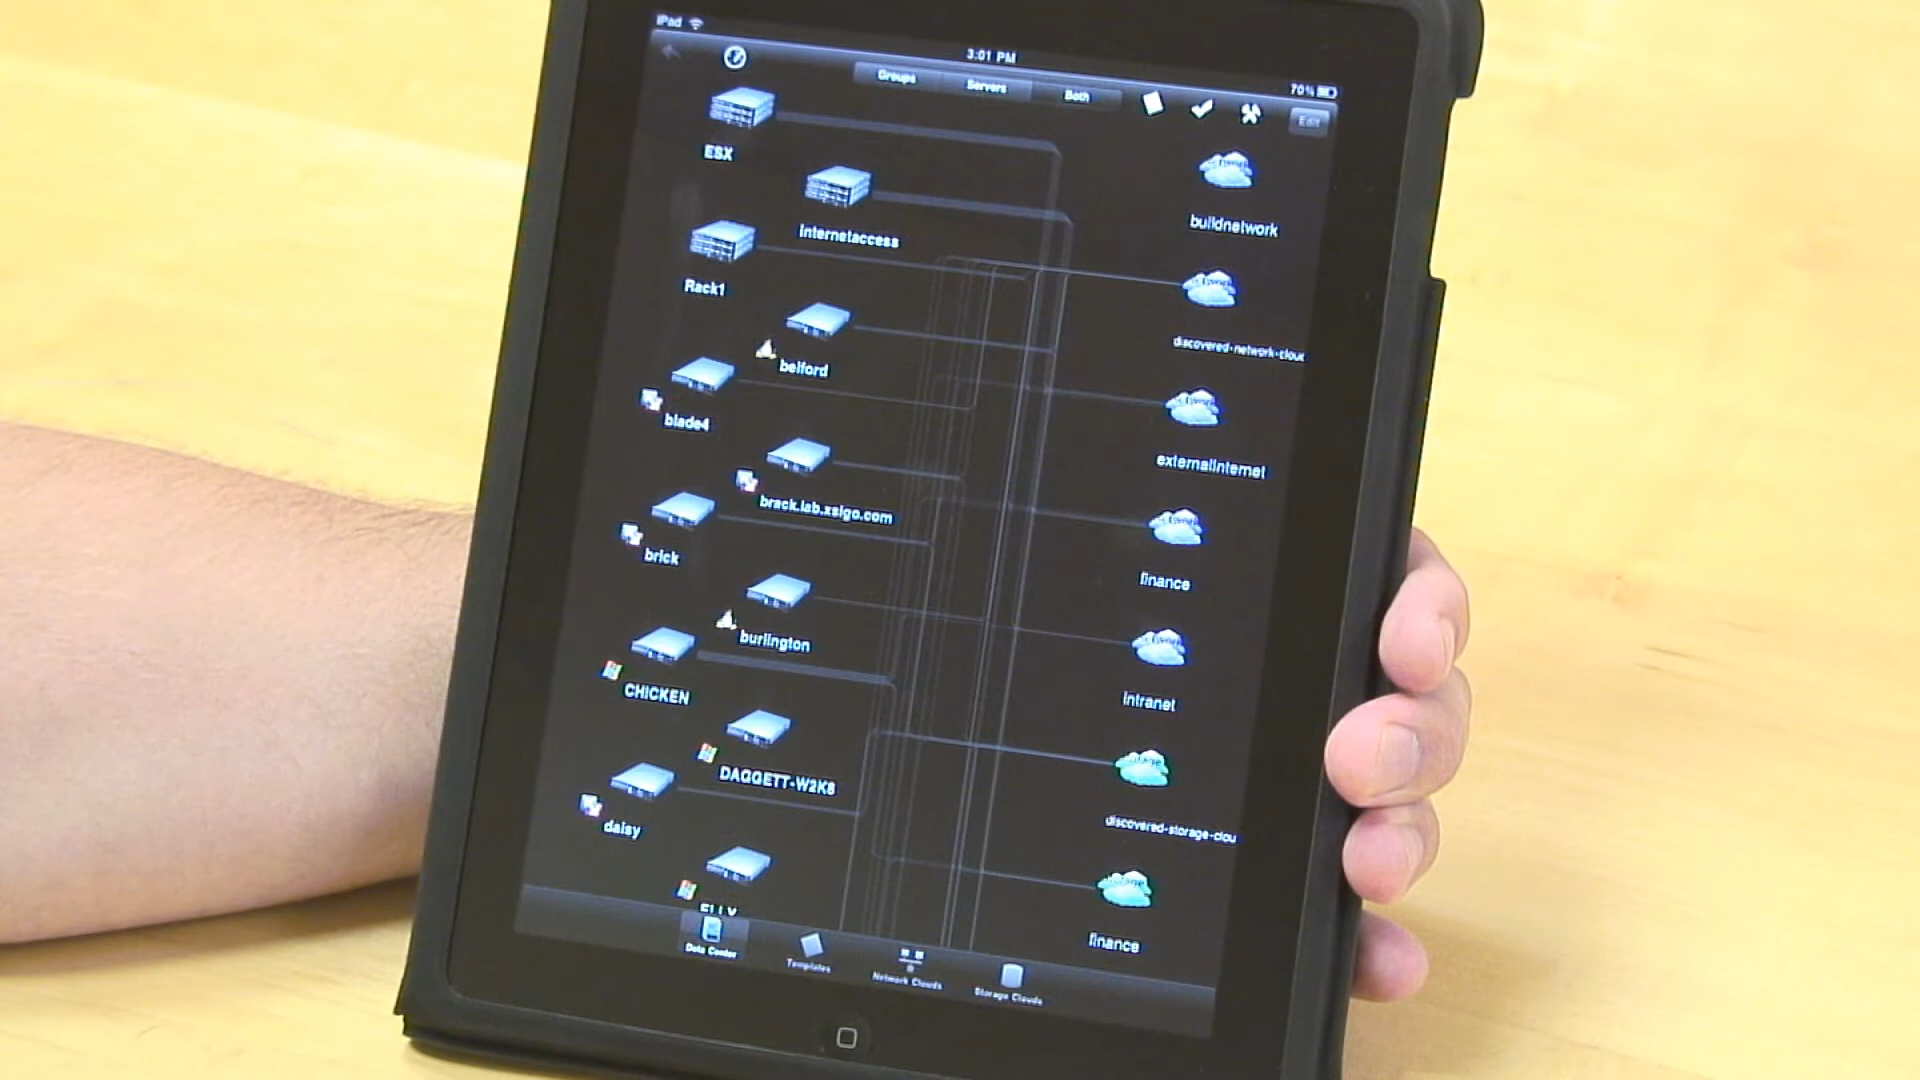 iPad
3:01 PM
70%
Groups
Servers
Both
Edit
ESX
buildnetwork
internetaccess
Rack1
discovered-network-clou
belford
blade4
externalinternet
brack.lab.xsigo.com
brick
finance
burlington
CHICKEN
intranet
DAGGETT-W2K8
daisy
discovered-storage-clou
finance
Data Center
Templates
Network Clouds
Storage Clouds